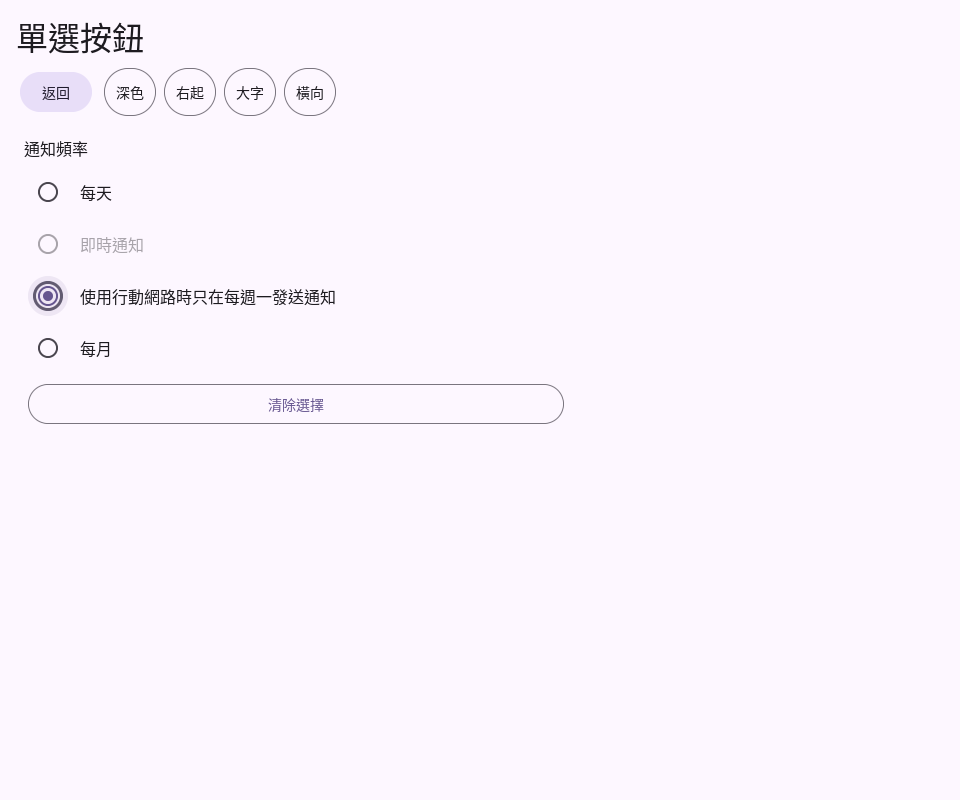 單選按鈕
返回 深色 右起 大字 橫向
通知頻率
每天
即時通知
使用行動網路時只在每週一發送通知
每月
清除選擇